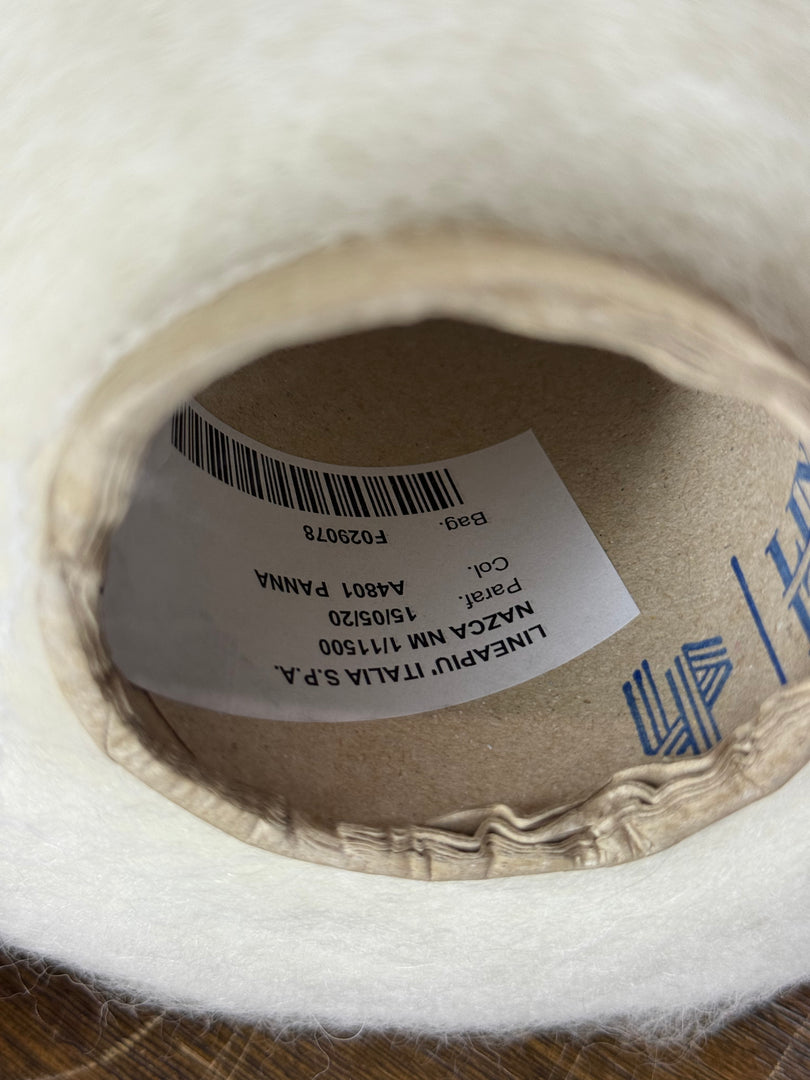 LINEAPIU' ITALIA S.P.A.
NAZCA NM 1/11500
Paraf. 15/05/20
Col. A4801 PANNA
Bag. F029078